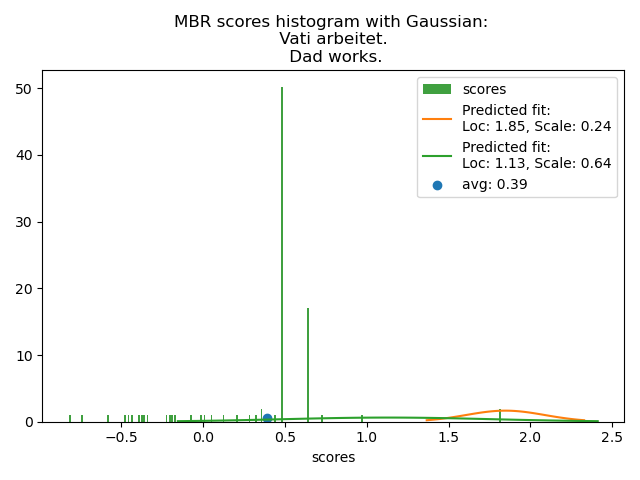 MBR scores histogram with Gaussian:
Vati arbeitet.
Dad works.
50
40
30
20
10
0
scores
Predicted fit:
Loc: 1.85, Scale: 0.24
Predicted fit:
Loc: 1.13, Scale: 0.64
avg: 0.39
−0.5 0.0 0.5 1.0 1.5 2.0 2.5
scores